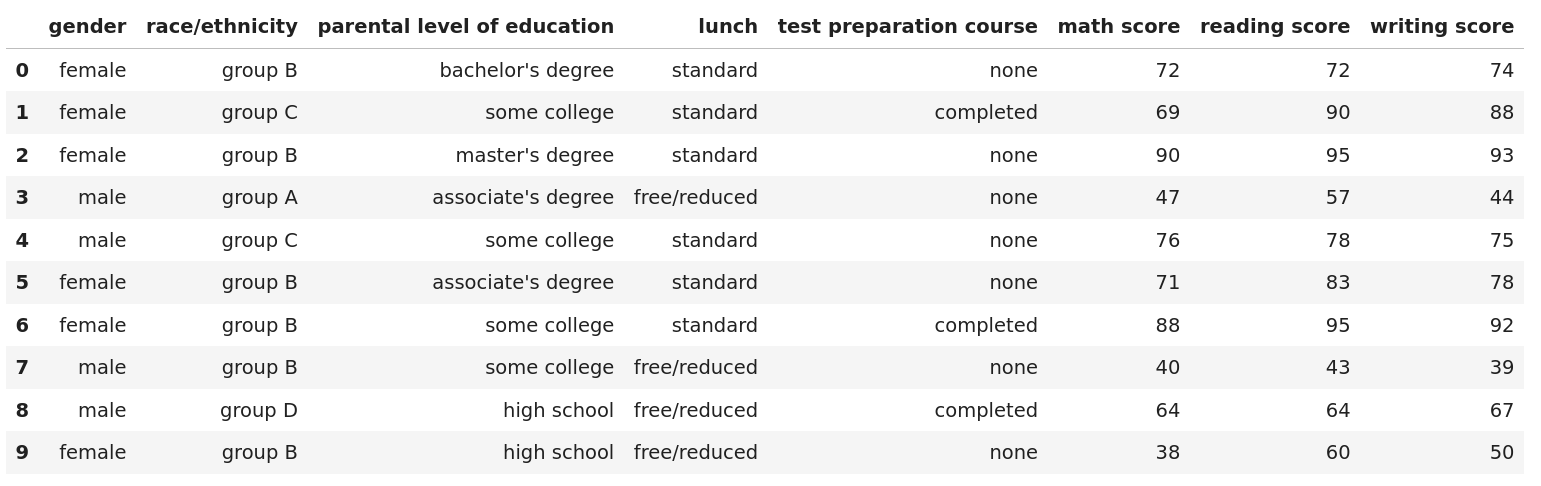 gender race/ethnicity parental level of education lunch test preparation course math score reading score writing score
0 female group B bachelor's degree standard none 72 72 74
1 female group C some college standard completed 69 90 88
2 female group B master's degree standard none 90 95 93
3 male group A associate's degree free/reduced none 47 57 44
4 male group C some college standard none 76 78 75
5 female group B associate's degree standard none 71 83 78
6 female group B some college standard completed 88 95 92
7 male group B some college free/reduced none 40 43 39
8 male group D high school free/reduced completed 64 64 67
9 female group B high school free/reduced none 38 60 50